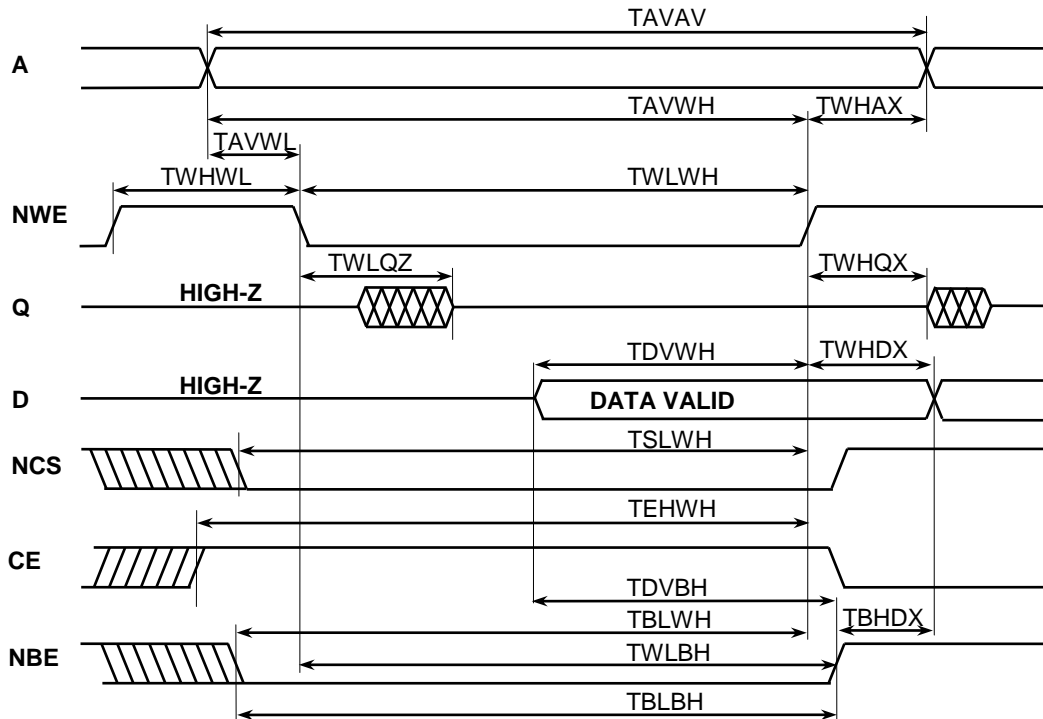 TAVAV
A
TAVWH TWHAX
TAVWL
TWHWL TWLWH
NWE
TWLQZ TWHQX
HIGH-Z
Q
TDVWH TWHDX
HIGH-Z
D DATA VALID
TSLWH
NCS
TEHWH
CE
TDVBH
TBLWH TBHDX
NBE TWLBH
TBLBH